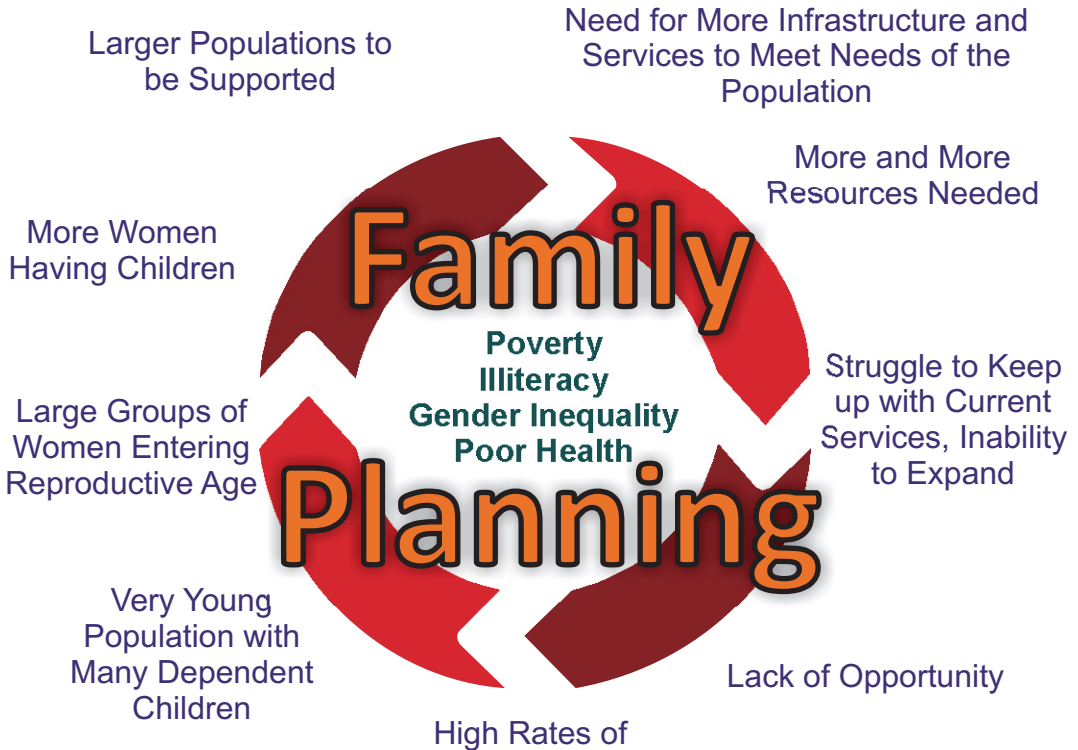 Larger Populations to
be Supported
Need for More Infrastructure and
Services to Meet Needs of the
Population
More and More
Resources Needed
Struggle to Keep
up with Current
Services, Inability
to Expand
Lack of Opportunity
High Rates of
Very Young
Population with
Many Dependent
Children
Large Groups of
Women Entering
Reproductive Age
More Women
Having Children
Family
Poverty
Illiteracy
Gender Inequality
Poor Health
Planning